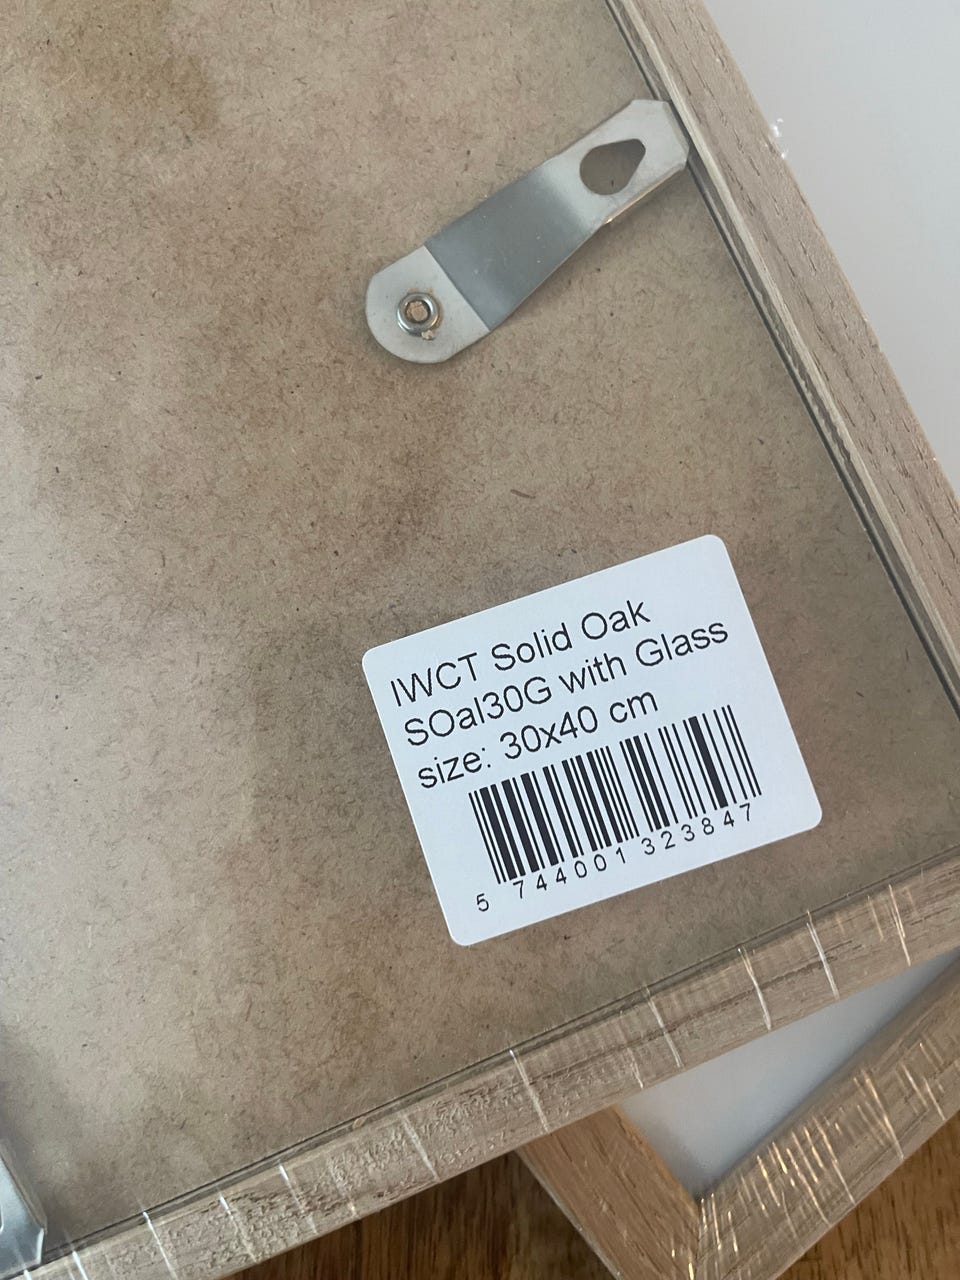 IWCT Solid Oak
SOal30G with Glass
size: 30x40 cm
5 744001 323847